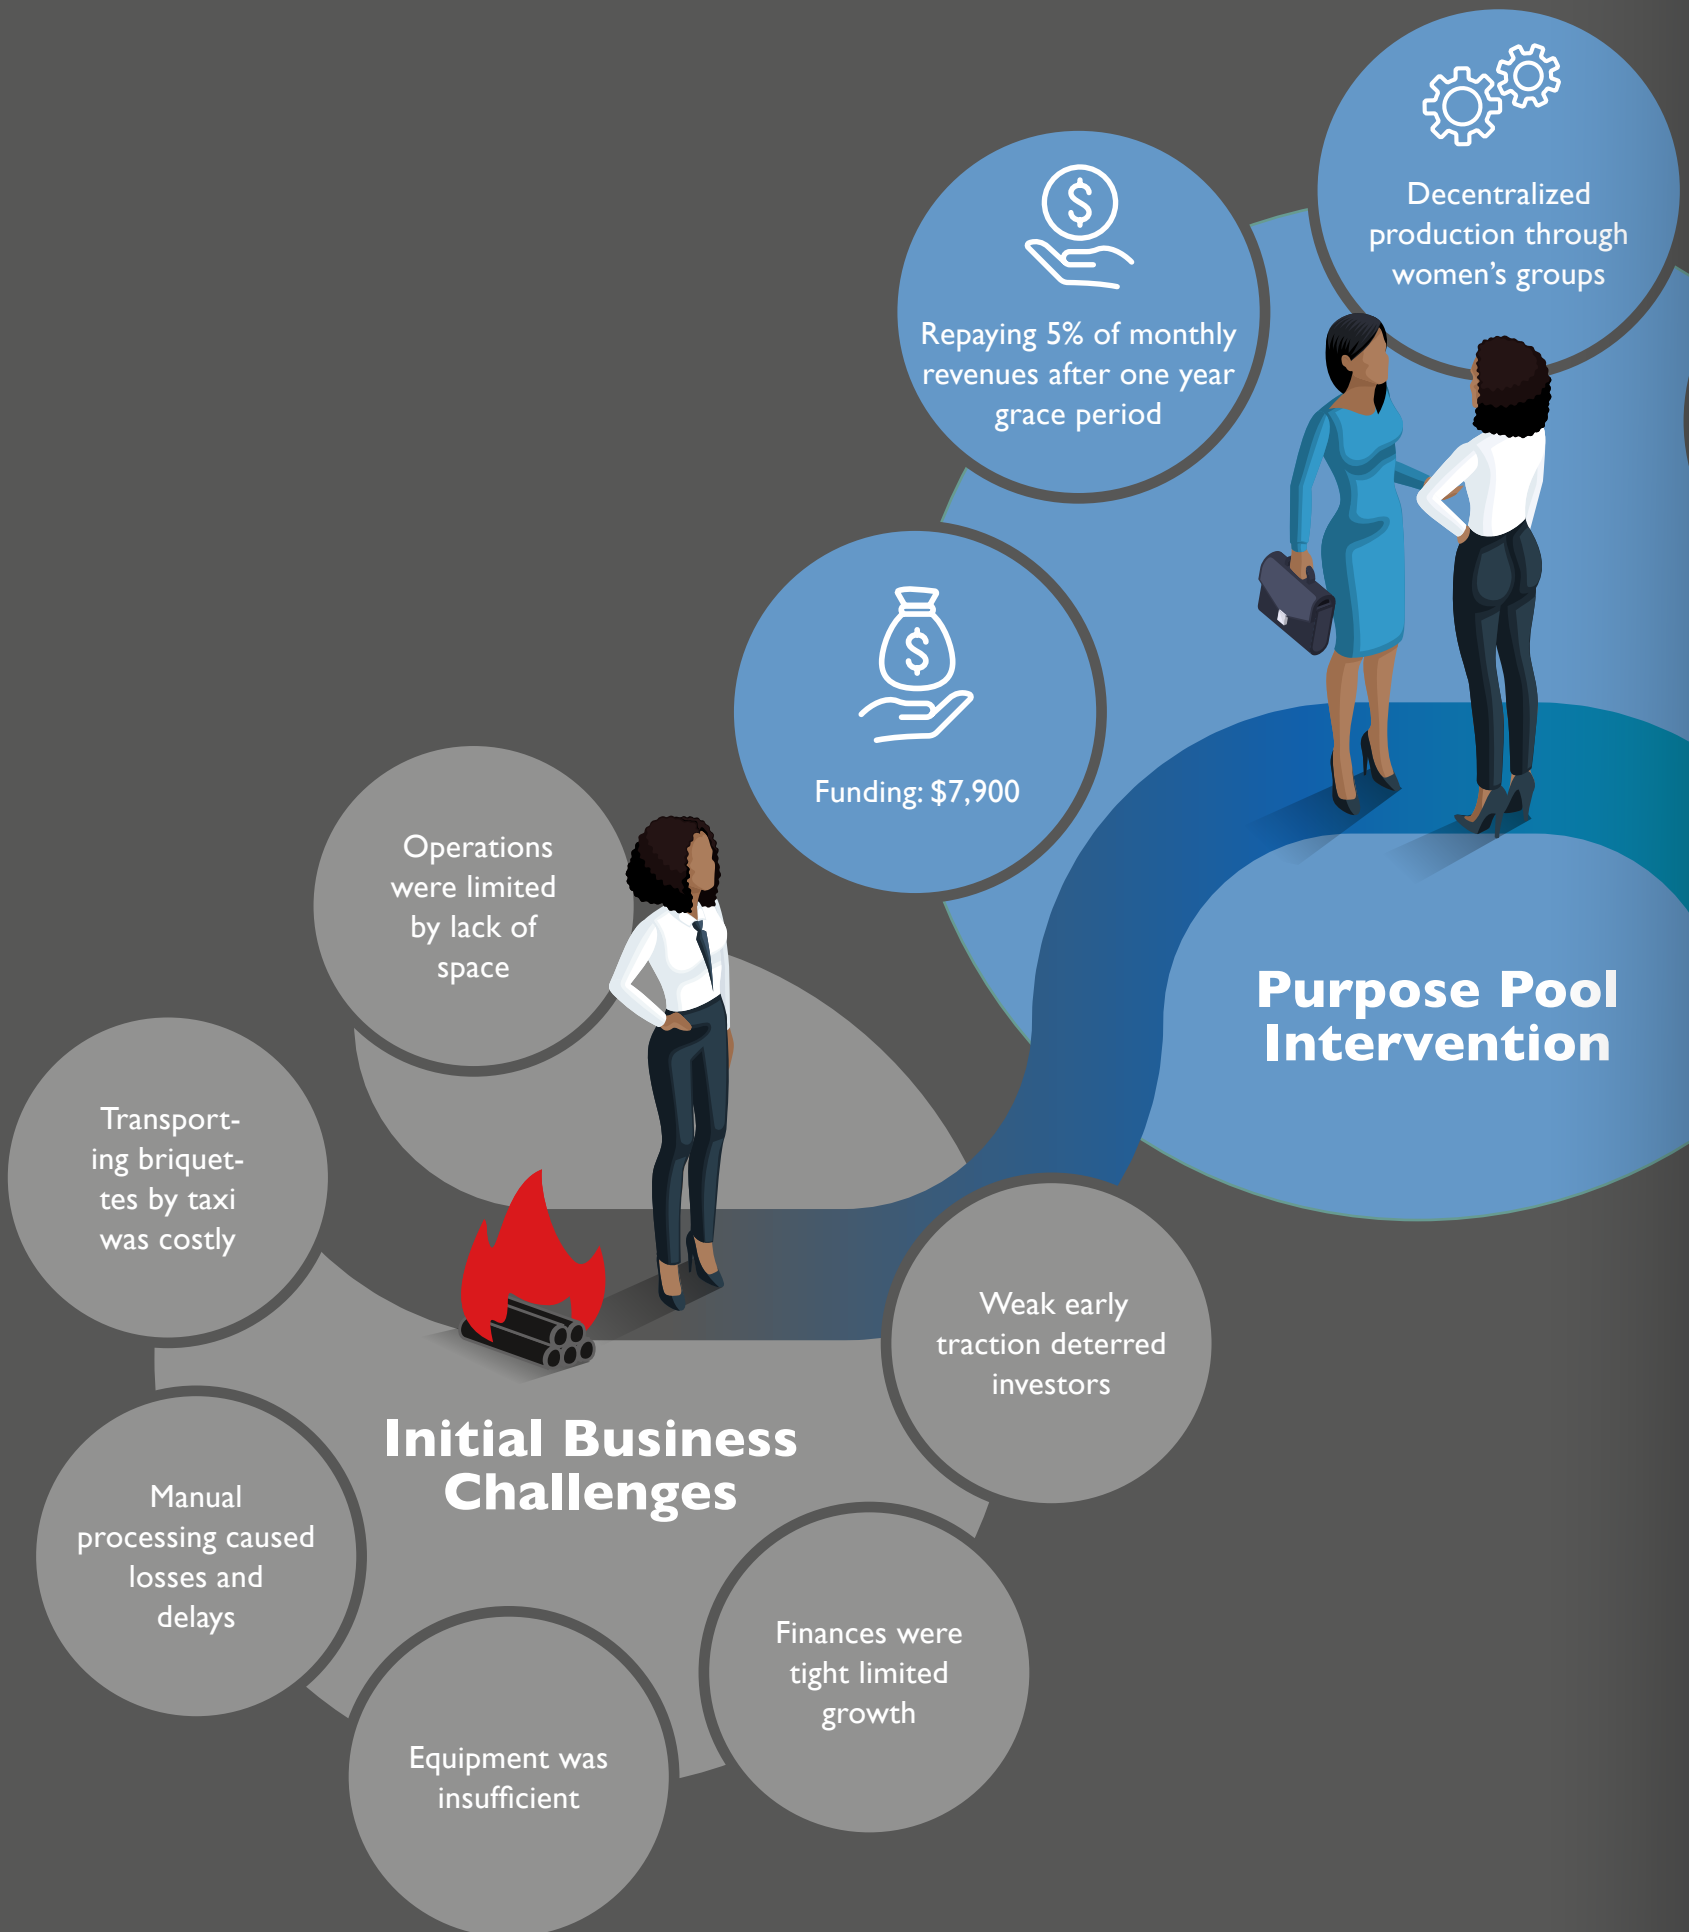 Decentralized
production through
women's groups
Repaying 5% of monthly
revenues after one year
grace period
Funding: $7,900
Purpose Pool
Intervention
Operations
were limited
by lack of
space
Transport-
ing briquet-
tes by taxi
was costly
Manual
processing caused
losses and
delays
Equipment was
insufficient
Finances were
tight limited
growth
Weak early
traction deterred
investors
Initial Business
Challenges